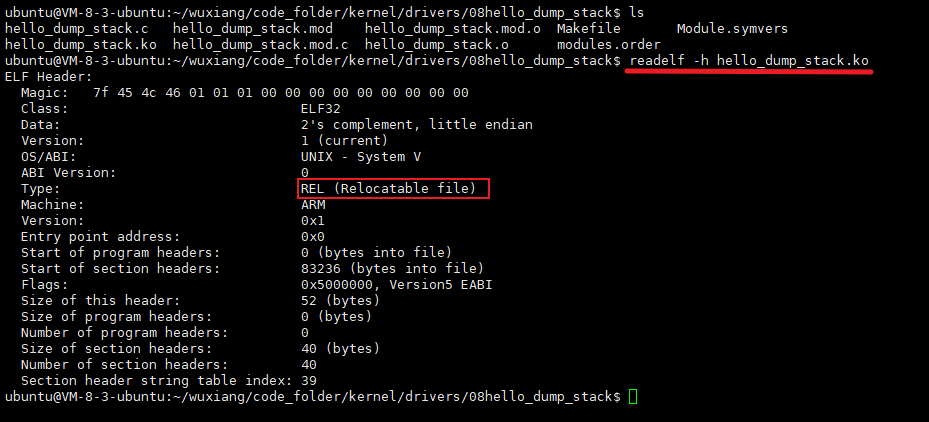 ubuntu@VM-8-3-ubuntu:~/wuxiang/code_folder/kernel/drivers/08hello_dump_stack$ ls
hello_dump_stack.c   hello_dump_stack.mod    hello_dump_stack.mod.o  Makefile       Module.symvers
hello_dump_stack.ko  hello_dump_stack.mod.c  hello_dump_stack.o      modules.order
ubuntu@VM-8-3-ubuntu:~/wuxiang/code_folder/kernel/drivers/08hello_dump_stack$ readelf -h hello_dump_stack.ko
ELF Header:
  Magic:   7f 45 4c 46 01 01 01 00 00 00 00 00 00 00 00 00
  Class:                             ELF32
  Data:                              2's complement, little endian
  Version:                           1 (current)
  OS/ABI:                            UNIX - System V
  ABI Version:                       0
  Type:                              REL (Relocatable file)
  Machine:                           ARM
  Version:                           0x1
  Entry point address:               0x0
  Start of program headers:          0 (bytes into file)
  Start of section headers:          83236 (bytes into file)
  Flags:                             0x5000000, Version5 EABI
  Size of this header:               52 (bytes)
  Size of program headers:           0 (bytes)
  Number of program headers:         0
  Size of section headers:           40 (bytes)
  Number of section headers:         40
  Section header string table index: 39
ubuntu@VM-8-3-ubuntu:~/wuxiang/code_folder/kernel/drivers/08hello_dump_stack$